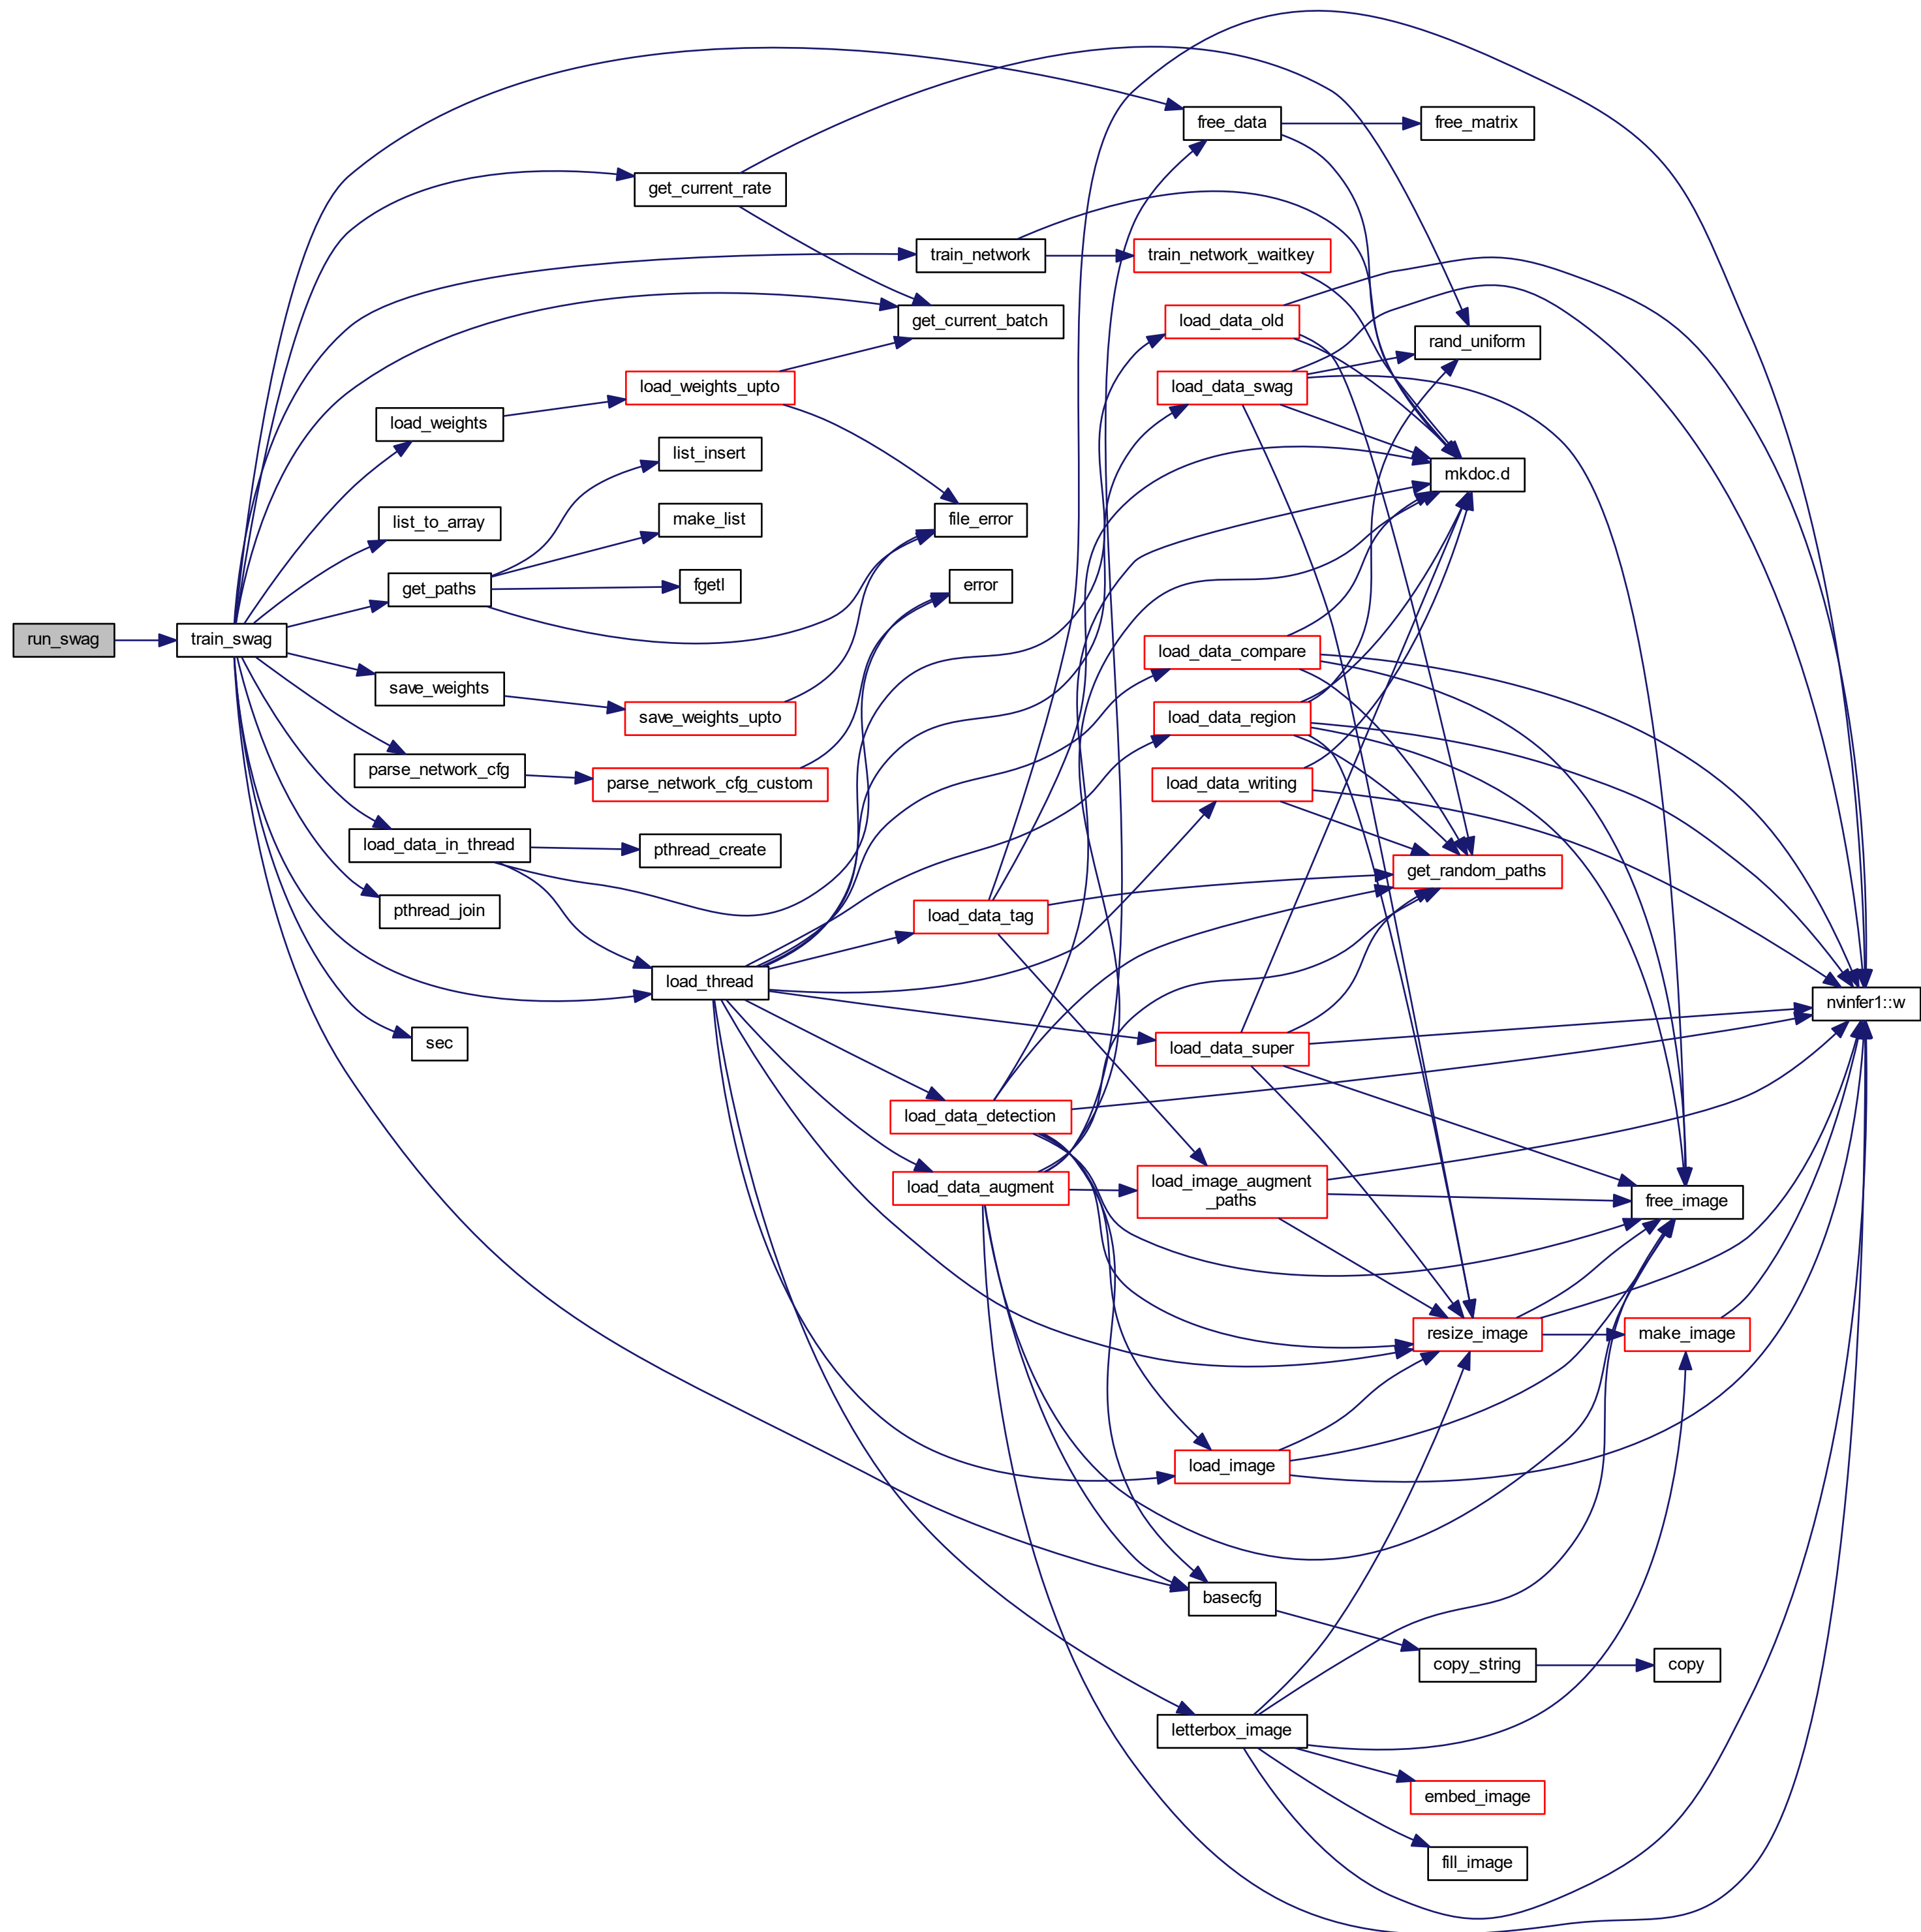 run_swag
train_swag
get_current_rate
train_network
get_current_batch
load_weights
load_weights_upto
list_to_array
list_insert
make_list
get_paths
fgetl
file_error
error
save_weights
save_weights_upto
parse_network_cfg
parse_network_cfg_custom
load_data_in_thread
pthread_create
pthread_join
load_thread
sec
free_data
free_matrix
train_network_waitkey
load_data_old
rand_uniform
load_data_swag
mkdoc.d
load_data_compare
load_data_region
load_data_writing
get_random_paths
load_data_tag
nvinfer1::w
load_data_super
load_data_detection
load_data_augment
load_image_augment
_paths
free_image
resize_image
make_image
load_image
basecfg
copy_string
copy
letterbox_image
embed_image
fill_image